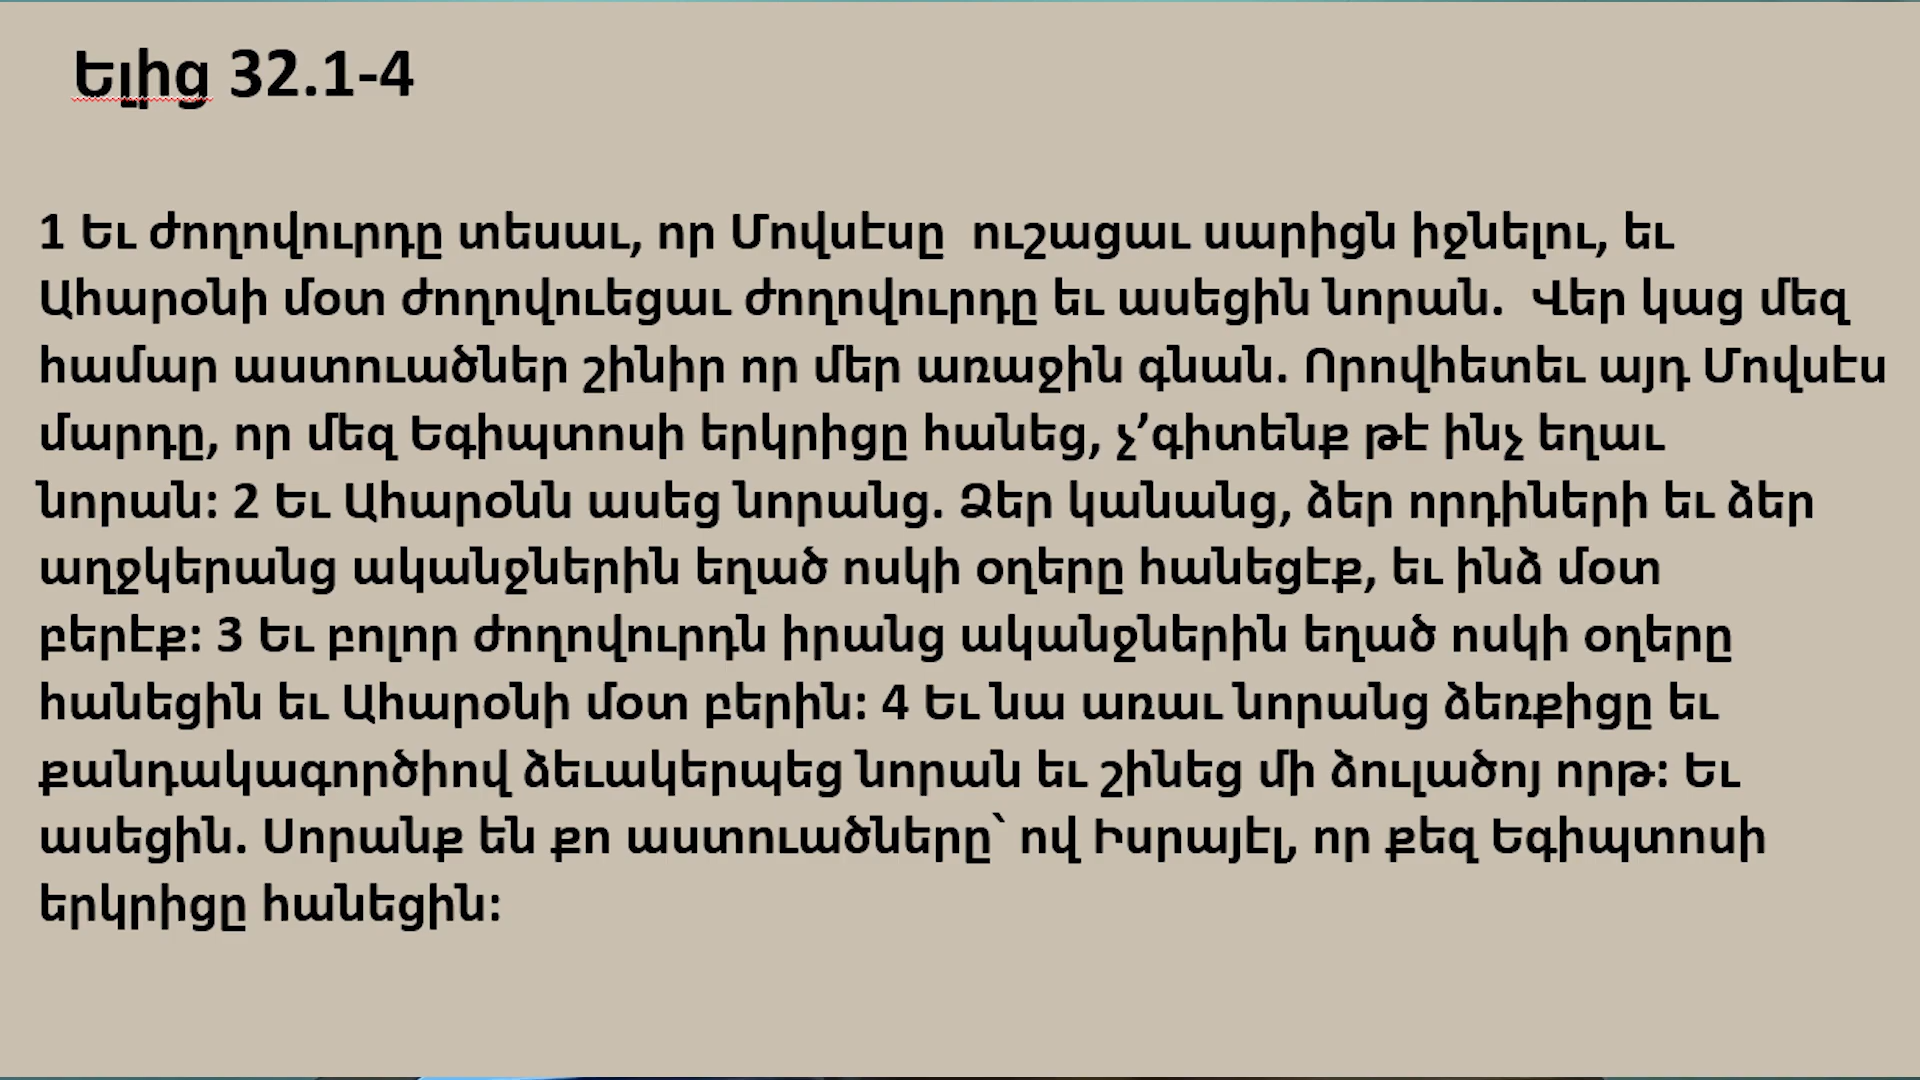 Ելից 32.1-4
1 Եւ ժողովուրդը տեսաւ, որ Մովսէսը  ուշացաւ սարիցն իջնելու, եւ
Ահարօնի մօտ ժողովուեցաւ ժողովուրդը եւ ասեցին նորան.  Վեր կաց մեզ
համար աստուածներ շինիր որ մեր առաջին գնան. Որովհետեւ այդ Մովսէս
մարդը, որ մեզ Եգիպտոսի երկրիցը հանեց, չ’գիտենք թէ ինչ եղաւ
նորան: 2 Եւ Ահարօնն ասեց նորանց. Ձեր կանանց, ձեր որդիների եւ ձեր
աղջկերանց ականջներին եղած ոսկի օղերը հանեցէք, եւ ինձ մօտ
բերէք: 3 Եւ բոլոր ժողովուրդն իրանց ականջներին եղած ոսկի օղերը
հանեցին եւ Ահարօնի մօտ բերին: 4 Եւ նա առաւ նորանց ձեռքիցը եւ
քանդակագործիով ձեւակերպեց նորան եւ շինեց մի ձուլածոյ որթ: Եւ
ասեցին. Սորանք են քո աստուածները՝ ով Իսրայէլ, որ քեզ Եգիպտոսի
երկրիցը հանեցին: